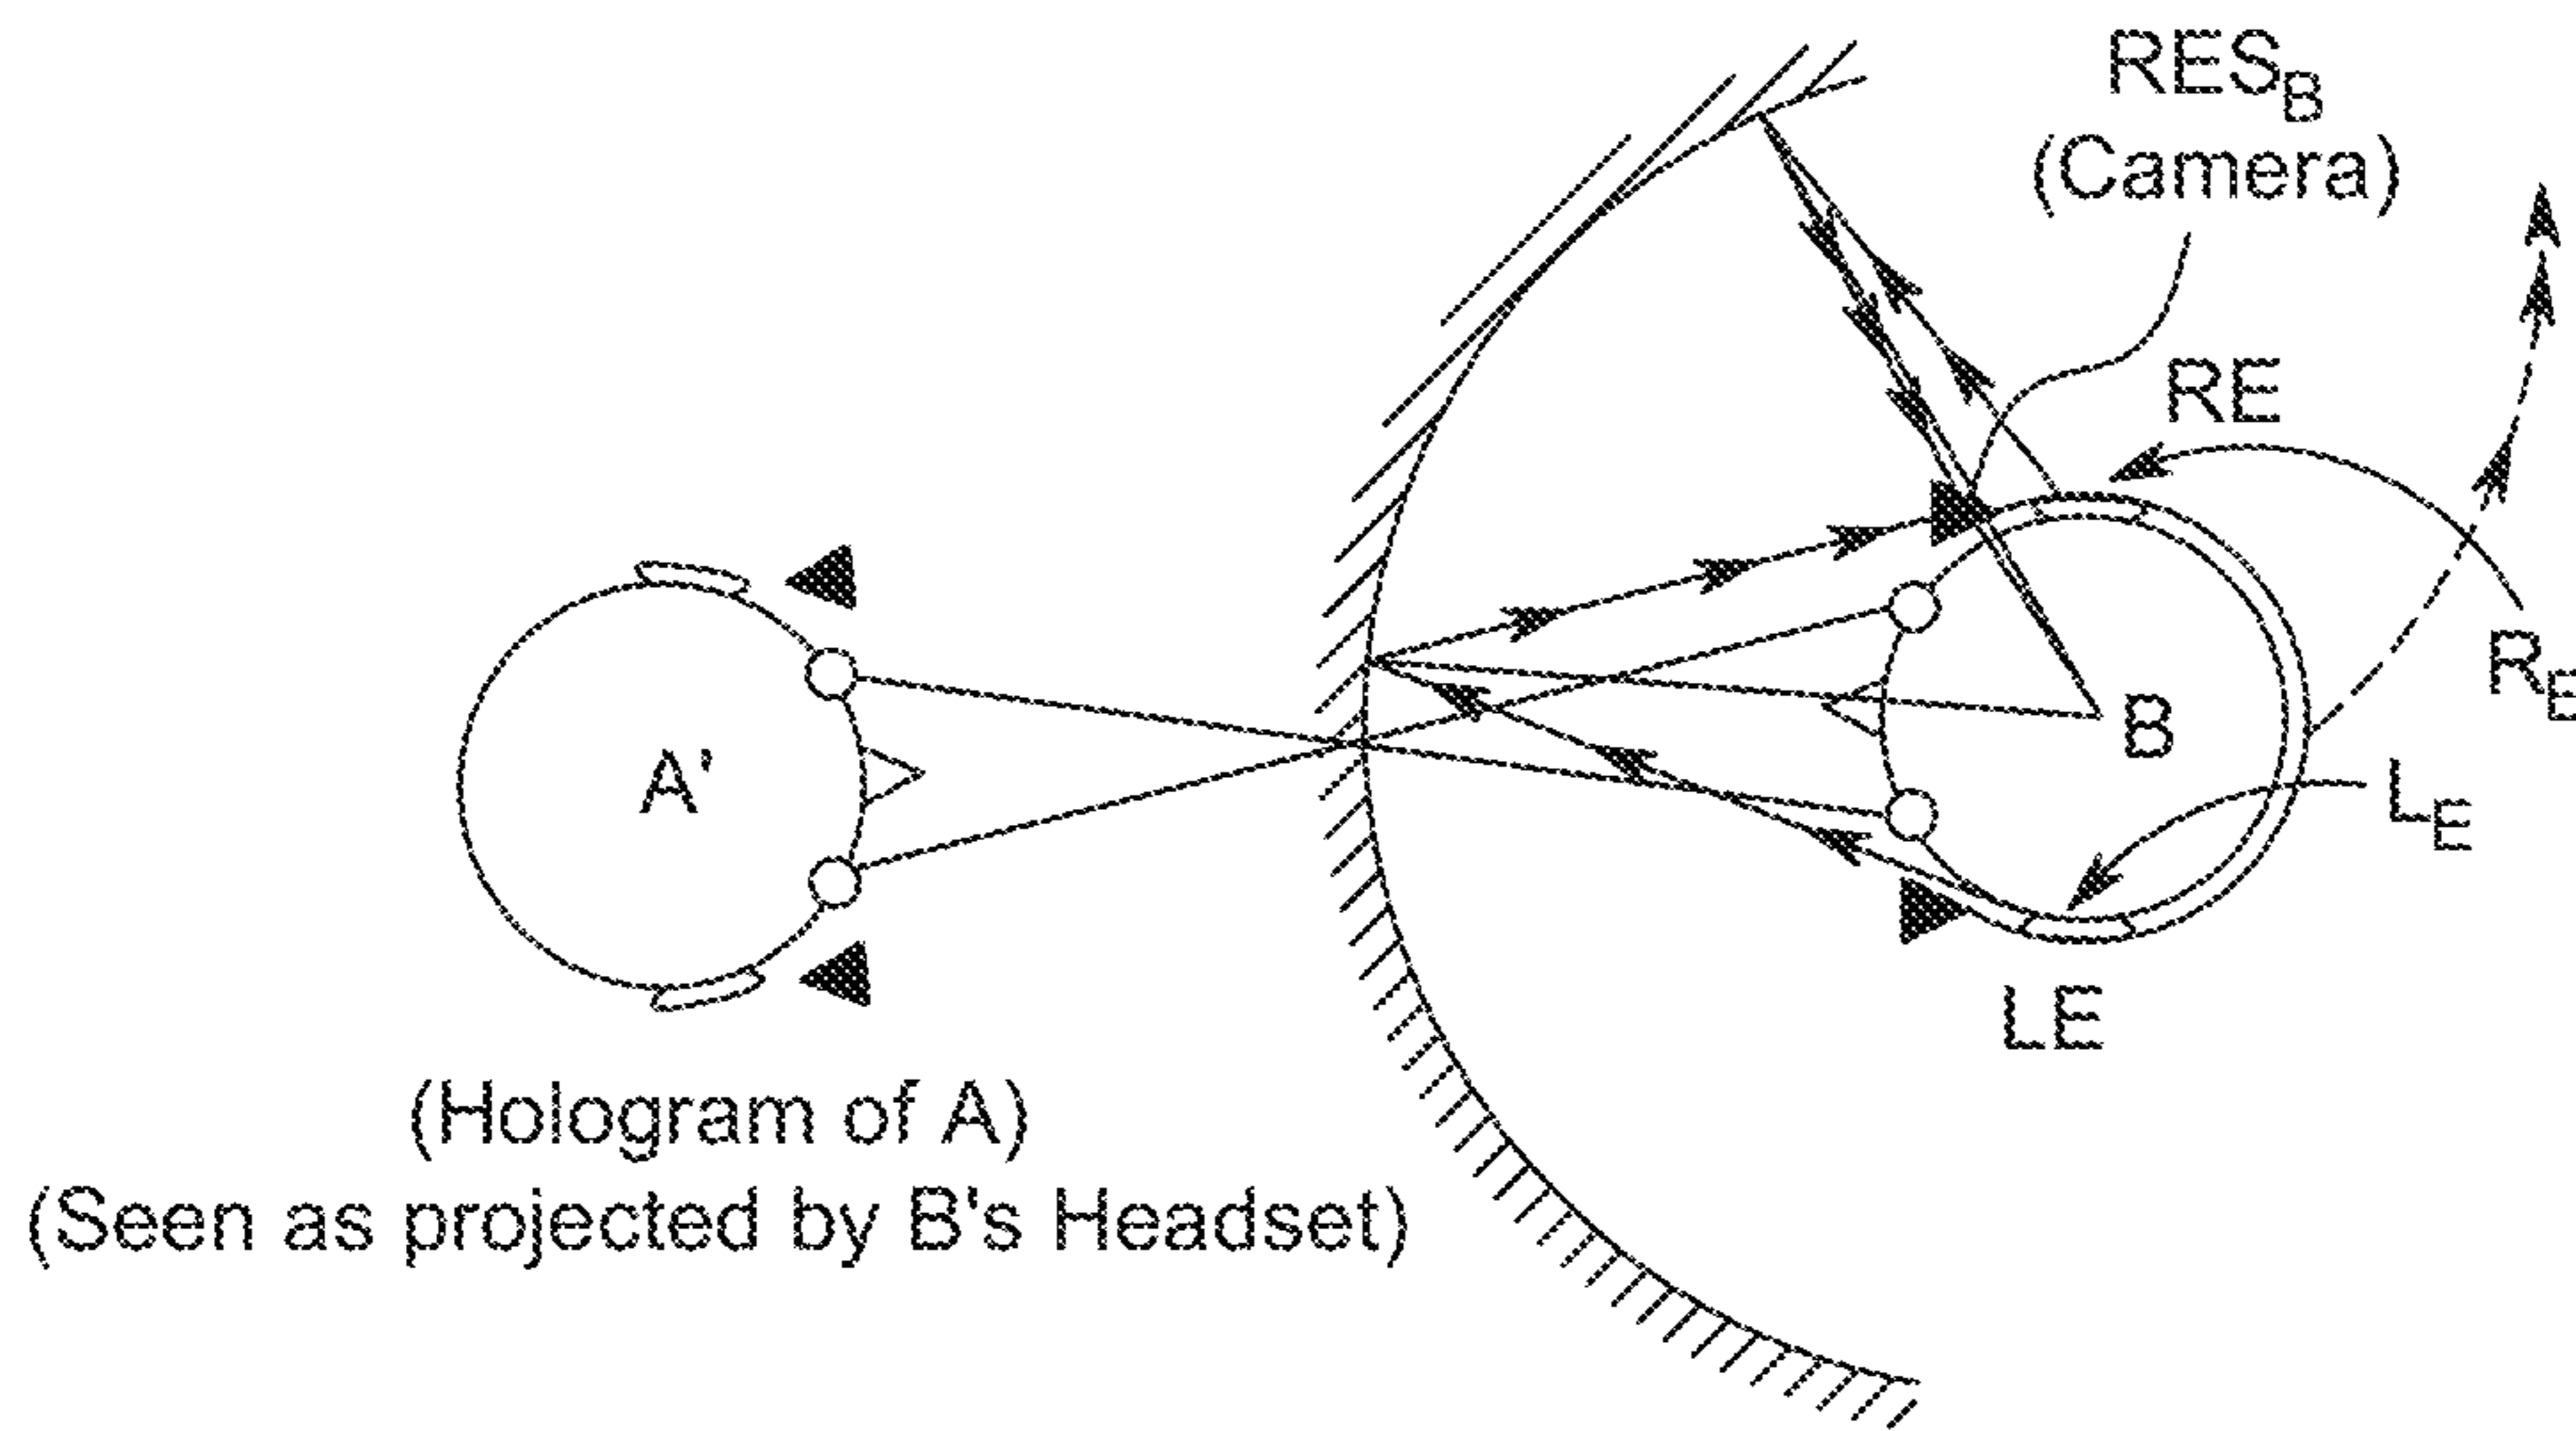 RES_B
(Camera)
RE
R_E
A'
B
L_E
LE
(Hologram of A)
(Seen as projected by B's Headset)